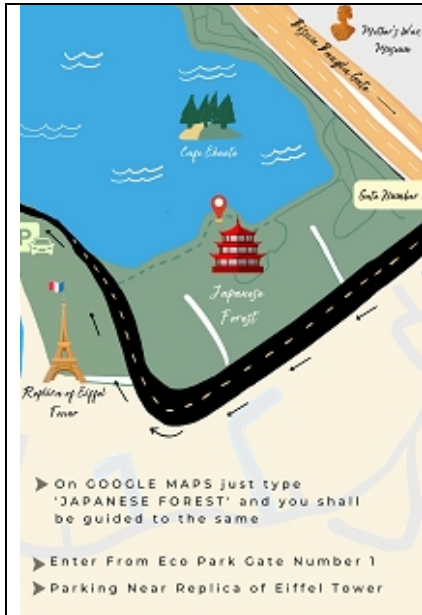 Mother's Wax
Museum
Biswa Bangla Gate
Cafe Ekante
Gate Number
P
Japanese
Forest
Replica of Eiffel
Tower
On GOOGLE MAPS just type
'JAPANESE FOREST' and you shall
be guided to the same
Enter From Eco Park Gate Number 1
Parking Near Replica of Eiffel Tower